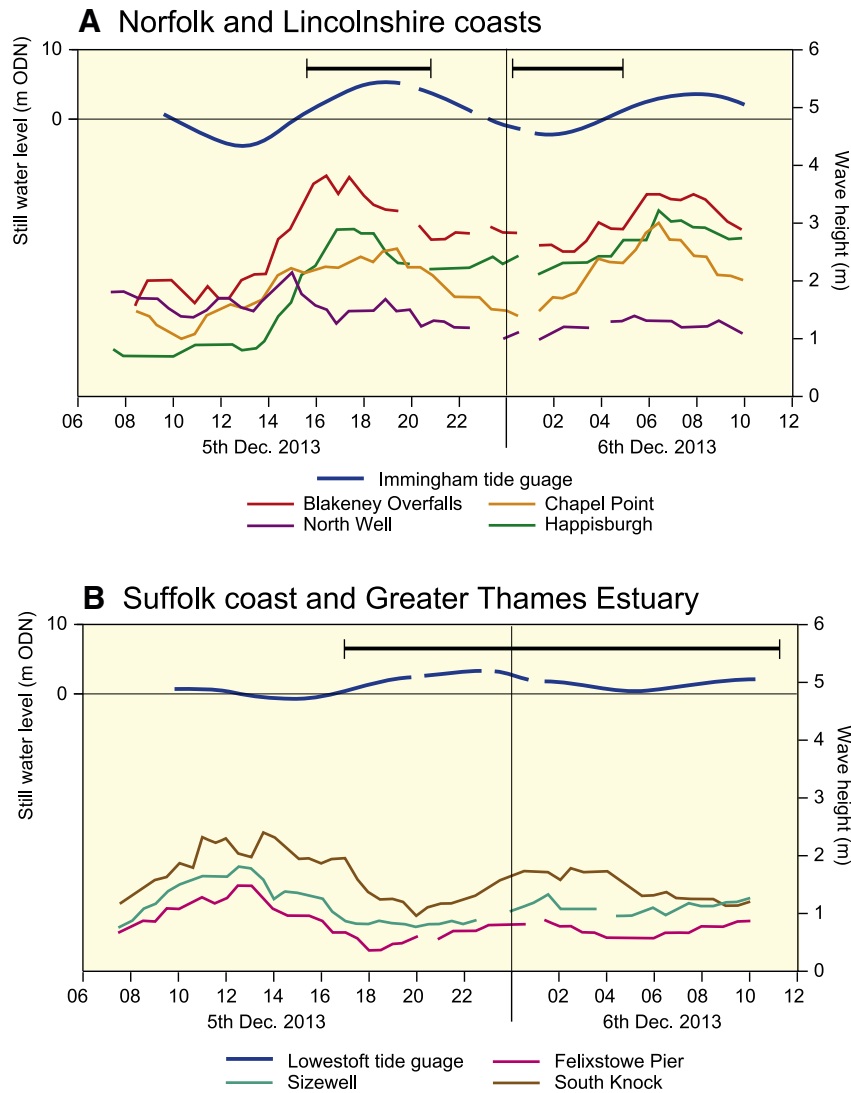 A Norfolk and Lincolnshire coasts
Still water level (m ODN)
10
0
6
5
4
3
2
1
0
Wave height (m)
06 08 10 12 14 16 18 20 22 02 04 06 08 10 12
5th Dec. 2013 6th Dec. 2013
Immingham tide guage
Blakeney Overfalls Chapel Point
North Well Happisburgh
B Suffolk coast and Greater Thames Estuary
Still water level (m ODN)
10
0
6
5
4
3
2
1
0
Wave height (m)
06 08 10 12 14 16 18 20 22 02 04 06 08 10 12
5th Dec. 2013 6th Dec. 2013
Lowestoft tide guage Felixstowe Pier
Sizewell South Knock